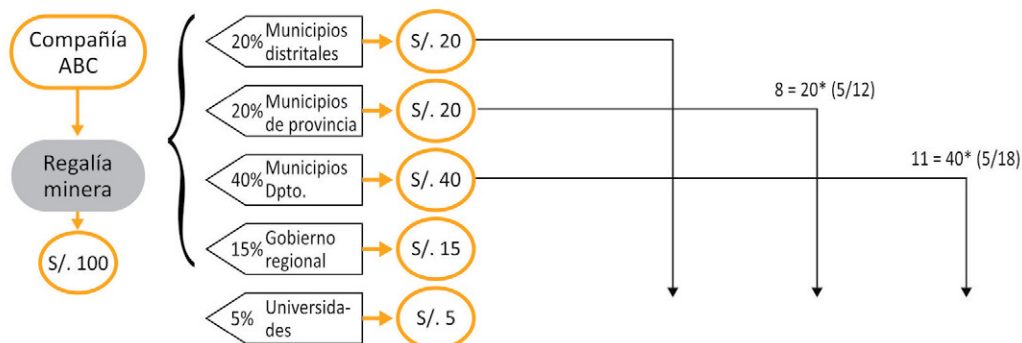 Compañía
ABC
Regalía
minera
S/. 100
20% Municipios
distritales
S/. 20
20% Municipios
de provincia
S/. 20
8 = 20* (5/12)
40% Municipios
Dpto.
S/. 40
11 = 40* (5/18)
15% Gobierno
regional
S/. 15
5% Universida-
des
S/. 5